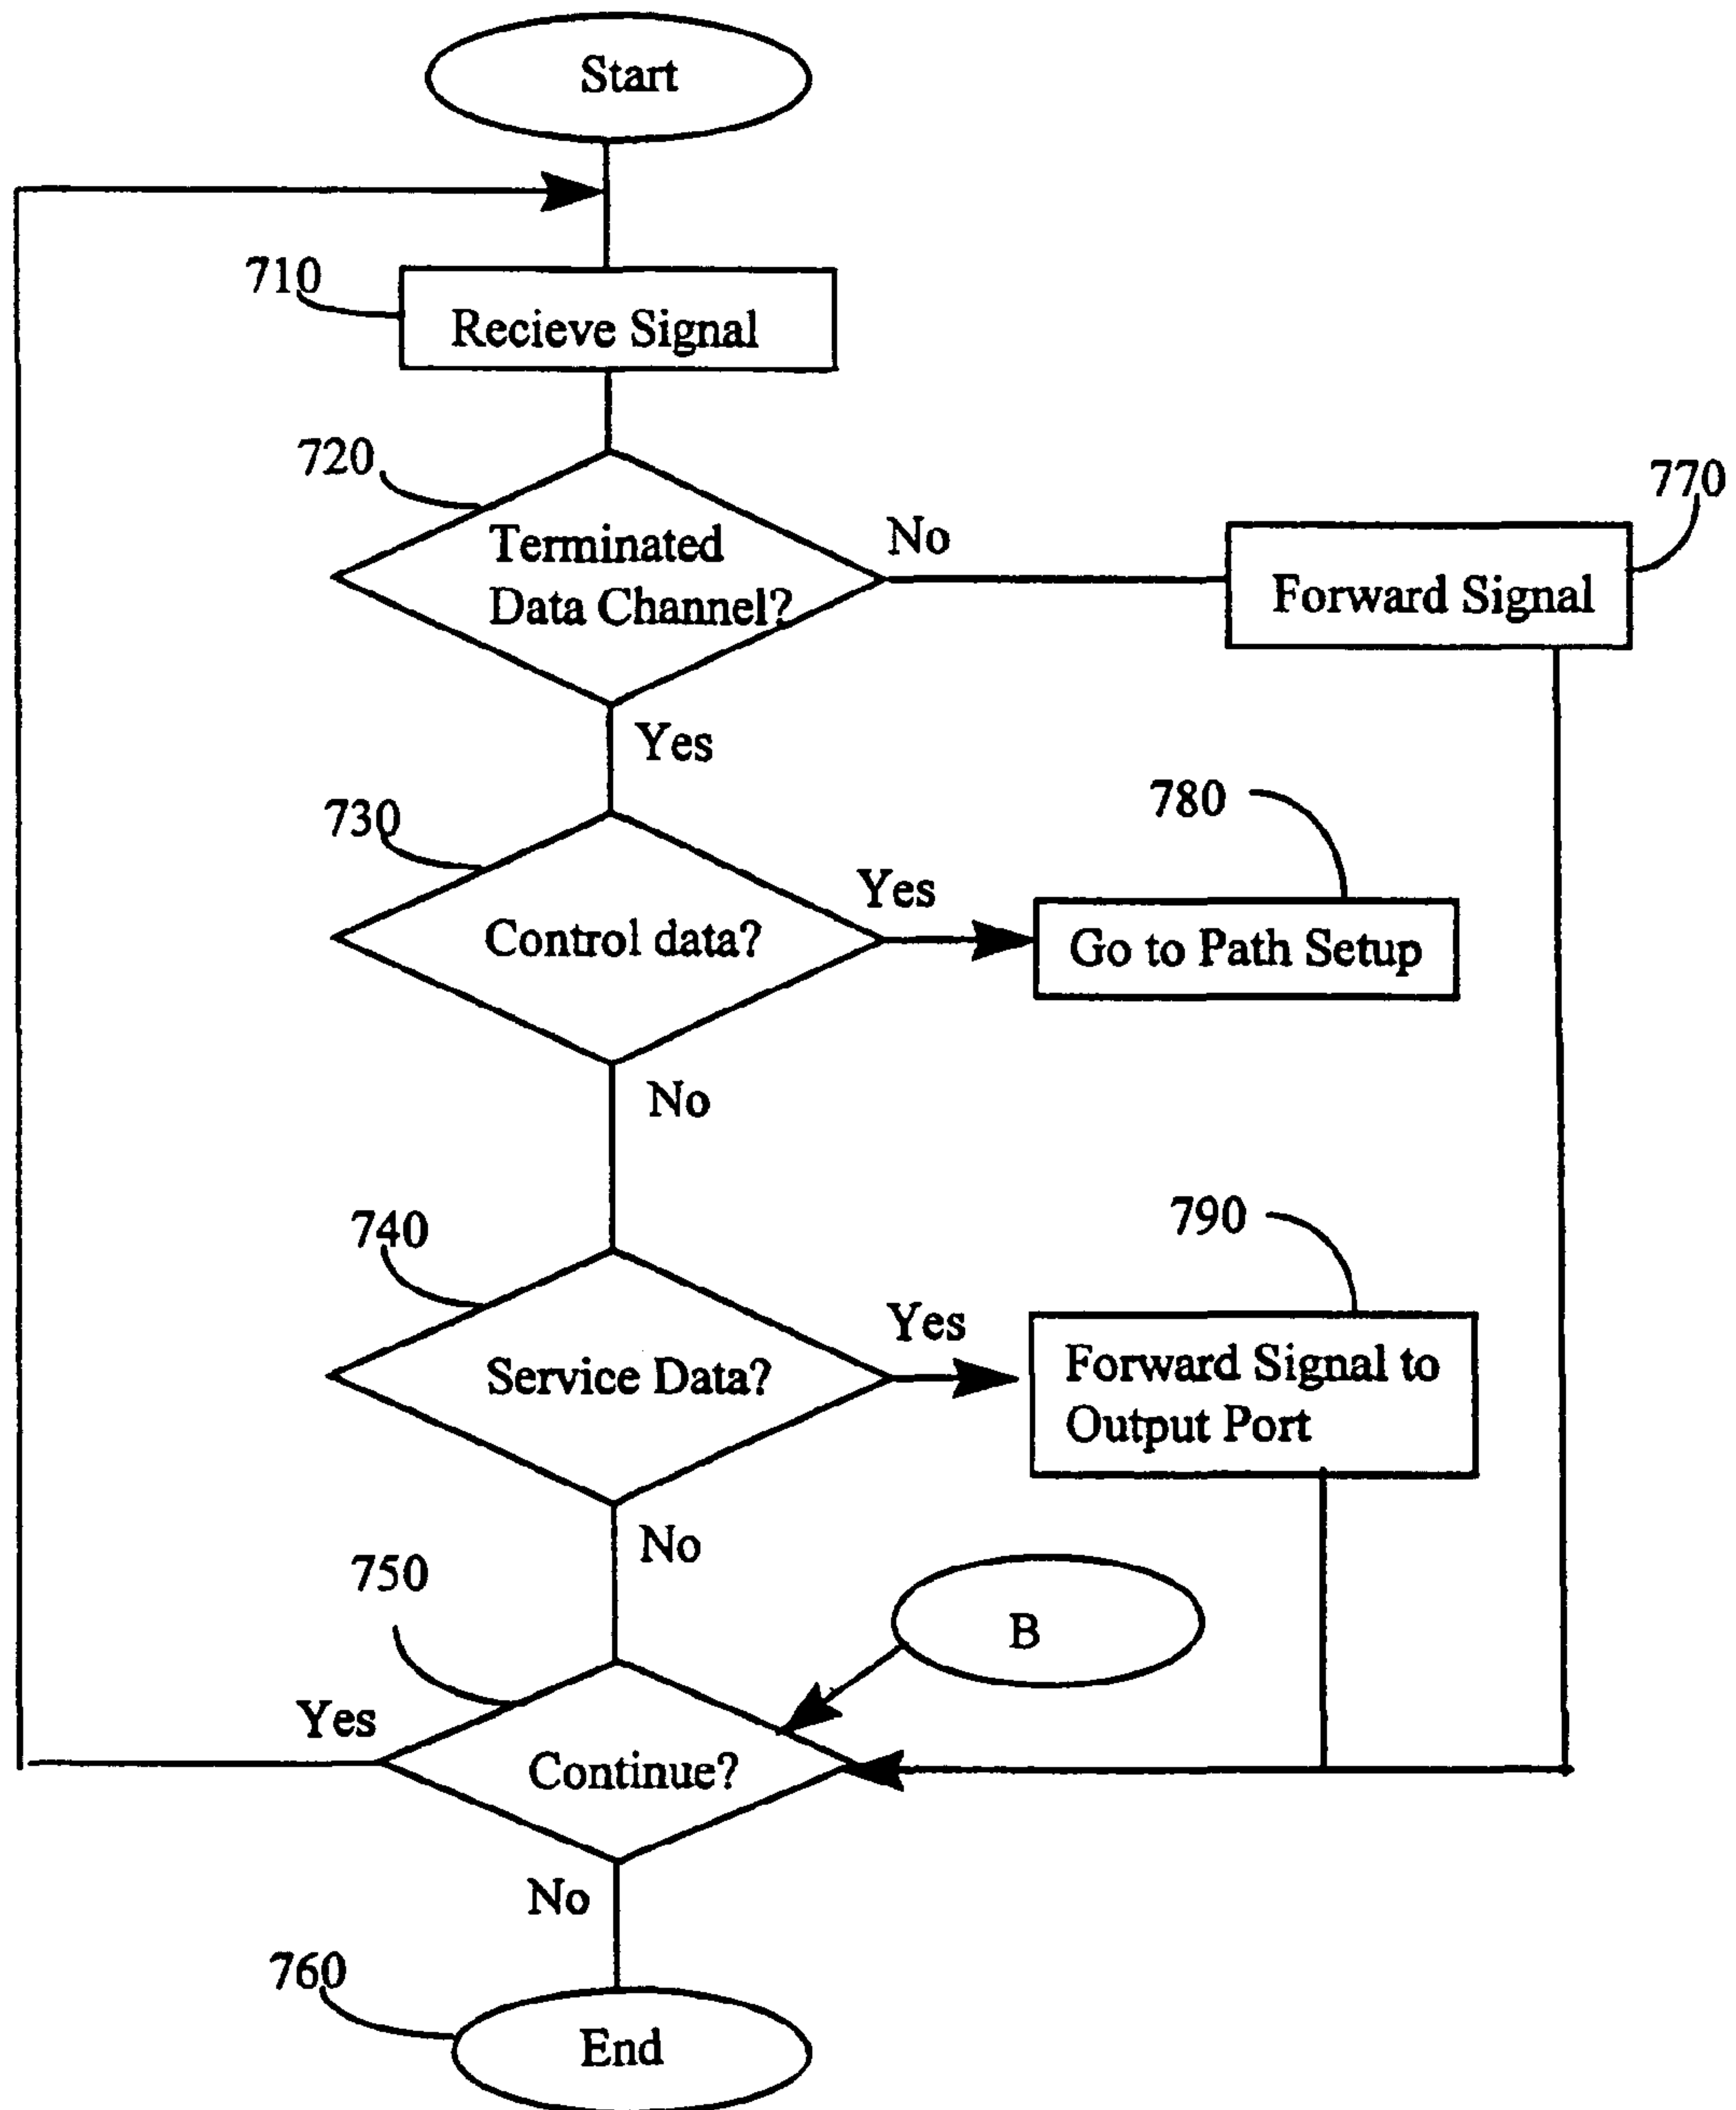 Start
710
Recieve Signal
720
Terminated
Data Channel?
No
770
Forward Signal
Yes
730
Control data?
Yes
780
Go to Path Setup
No
740
Service Data?
Yes
790
Forward Signal to
Output Port
No
750
B
Yes
Continue?
No
760
End